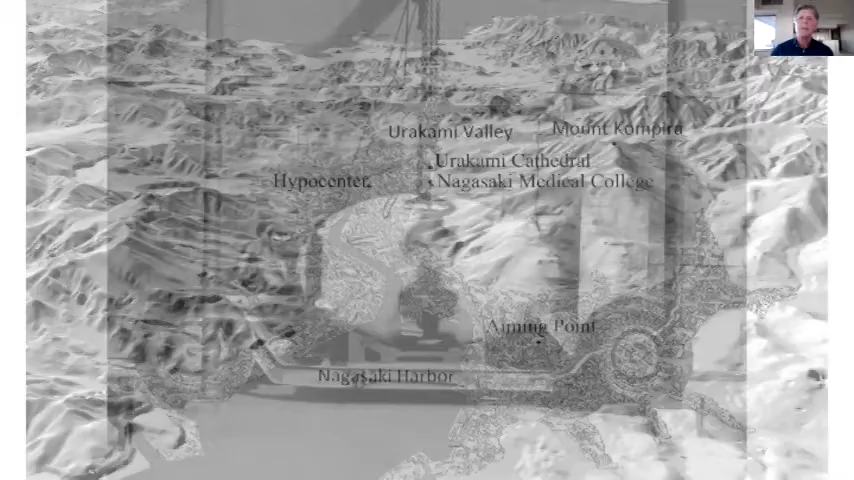 Urakami Valley
Mount Kompira
Urakami Cathedral
Hypocenter
Nagasaki Medical College
Aiming Point
Nagasaki Harbor